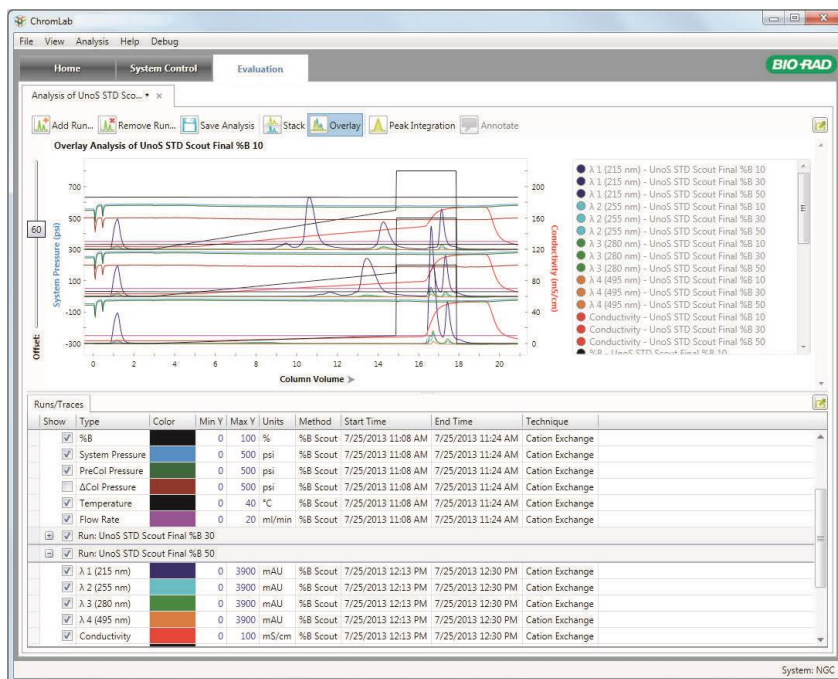 ChromLab
File View Analysis Help Debug
Home System Control Evaluation
BIO-RAD
Analysis of UnoS STD Sco... • ×
Add Run... Remove Run... Save Analysis Stack Overlay Peak Integration Annotate
Overlay Analysis of UnoS STD Scout Final %B 10
60
Offset:
System Pressure (psi)
700
500
300
100
-100
-300
0 2 4 6 8 10 12 14 16 18 20
Column Volume
200
160
120
80
40
0
Conductivity (mS/cm)
λ 1 (215 nm) - UnoS STD Scout Final %B 10
λ 1 (215 nm) - UnoS STD Scout Final %B 30
λ 1 (215 nm) - UnoS STD Scout Final %B 50
λ 2 (255 nm) - UnoS STD Scout Final %B 10
λ 2 (255 nm) - UnoS STD Scout Final %B 30
λ 2 (255 nm) - UnoS STD Scout Final %B 50
λ 3 (280 nm) - UnoS STD Scout Final %B 10
λ 3 (280 nm) - UnoS STD Scout Final %B 30
λ 3 (280 nm) - UnoS STD Scout Final %B 50
λ 4 (495 nm) - UnoS STD Scout Final %B 10
λ 4 (495 nm) - UnoS STD Scout Final %B 30
λ 4 (495 nm) - UnoS STD Scout Final %B 50
Conductivity - UnoS STD Scout Final %B 10
Conductivity - UnoS STD Scout Final %B 30
Conductivity - UnoS STD Scout Final %B 50
%B - UnoS STD Scout Final %B 10
Runs/Traces
Show Type Color Min Y Max Y Units Method Start Time End Time Technique
%B 0 100 % %B Scout 7/25/2013 11:08 AM 7/25/2013 11:24 AM Cation Exchange
System Pressure 0 500 psi %B Scout 7/25/2013 11:08 AM 7/25/2013 11:24 AM Cation Exchange
PreCol Pressure 0 500 psi %B Scout 7/25/2013 11:08 AM 7/25/2013 11:24 AM Cation Exchange
ΔCol Pressure 0 500 psi %B Scout 7/25/2013 11:08 AM 7/25/2013 11:24 AM Cation Exchange
Temperature 0 40 °C %B Scout 7/25/2013 11:08 AM 7/25/2013 11:24 AM Cation Exchange
Flow Rate 0 20 ml/min %B Scout 7/25/2013 11:08 AM 7/25/2013 11:24 AM Cation Exchange
Run: UnoS STD Scout Final %B 30
Run: UnoS STD Scout Final %B 50
λ 1 (215 nm) 0 3900 mAU %B Scout 7/25/2013 12:13 PM 7/25/2013 12:30 PM Cation Exchange
λ 2 (255 nm) 0 3900 mAU %B Scout 7/25/2013 12:13 PM 7/25/2013 12:30 PM Cation Exchange
λ 3 (280 nm) 0 3900 mAU %B Scout 7/25/2013 12:13 PM 7/25/2013 12:30 PM Cation Exchange
λ 4 (495 nm) 0 3900 mAU %B Scout 7/25/2013 12:13 PM 7/25/2013 12:30 PM Cation Exchange
Conductivity 0 100 mS/cm %B Scout 7/25/2013 12:13 PM 7/25/2013 12:30 PM Cation Exchange
System: NGC